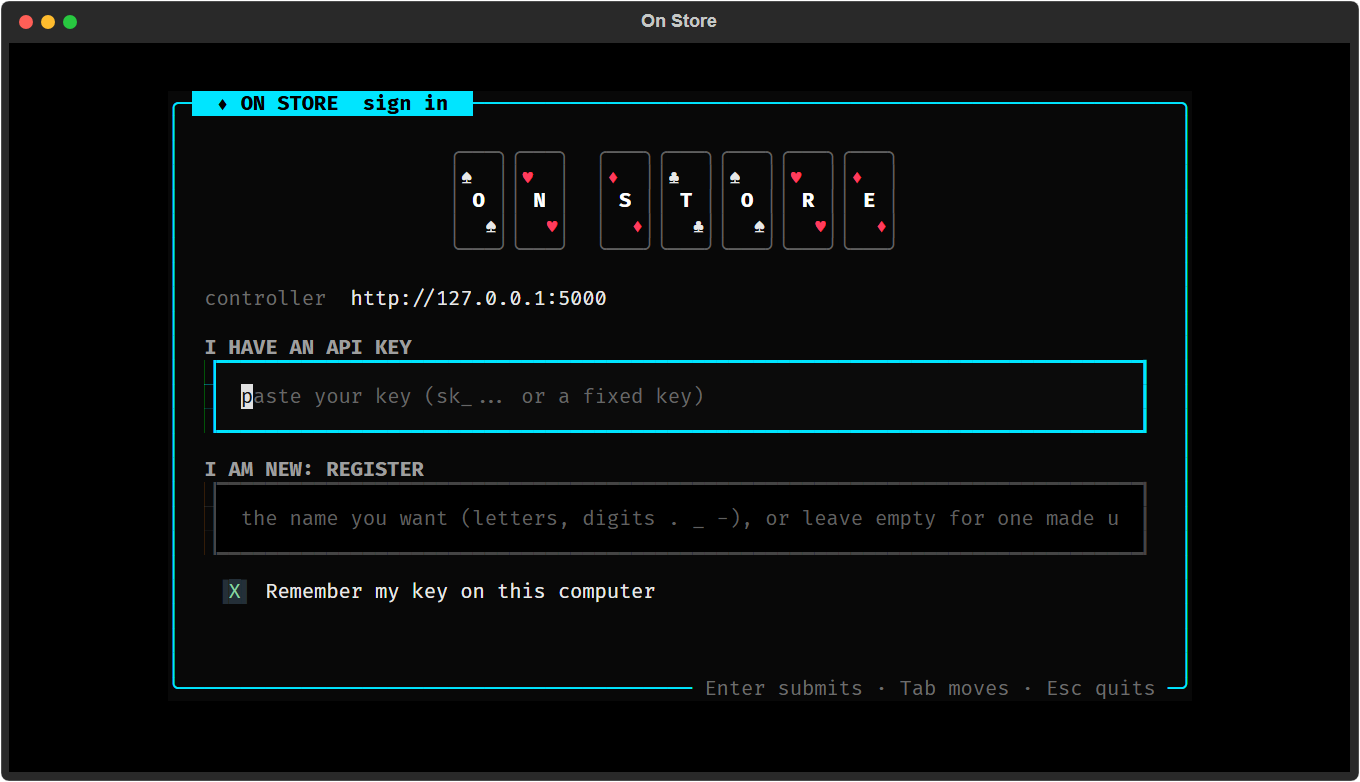 On Store
♦ ON STORE sign in
♠ ♥ ♦ ♣ ♠ ♥ ♦
O N S T O R E
♠ ♥ ♦ ♣ ♠ ♥ ♦
controller http://127.0.0.1:5000
I HAVE AN API KEY
paste your key (sk_... or a fixed key)
I AM NEW: REGISTER
the name you want (letters, digits . _ -), or leave empty for one made u
X Remember my key on this computer
Enter submits · Tab moves · Esc quits